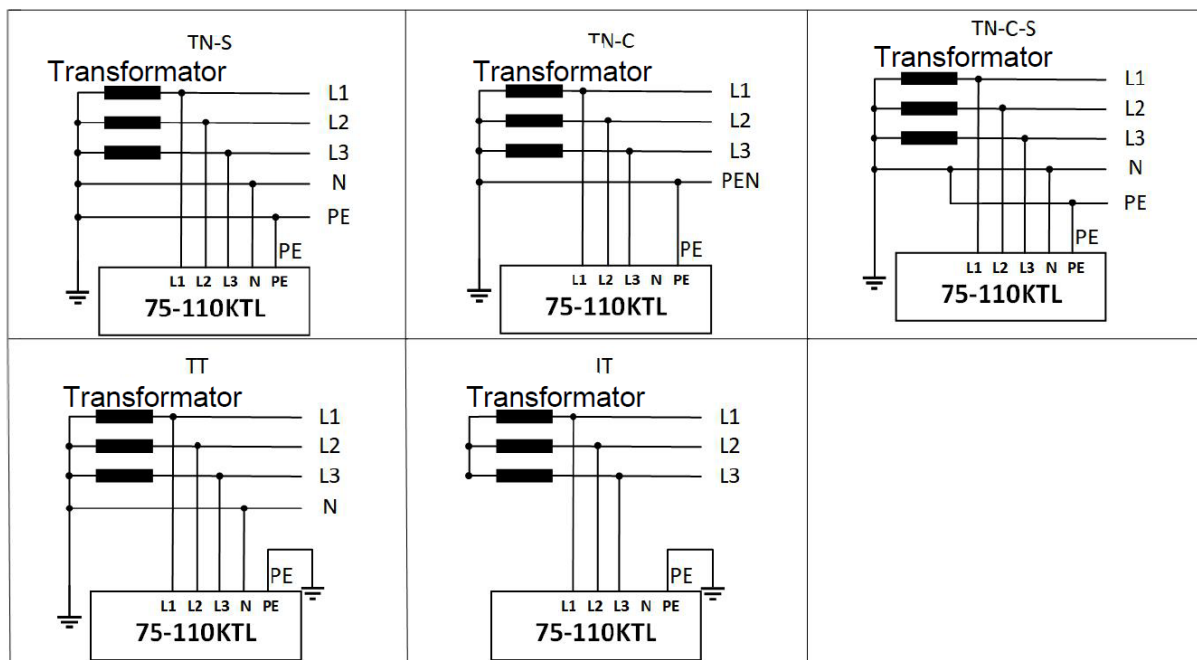 TN-S
Transformator
L1
L2
L3
N
PE
PE
L1 L2 L3 N PE
75-110KTL
TN-C
Transformator
L1
L2
L3
PEN
PE
L1 L2 L3 N PE
75-110KTL
TN-C-S
Transformator
L1
L2
L3
N
PE
PE
L1 L2 L3 N PE
75-110KTL
TT
Transformator
L1
L2
L3
N
PE
L1 L2 L3 N PE
75-110KTL
IT
Transformator
L1
L2
L3
PE
L1 L2 L3 N PE
75-110KTL